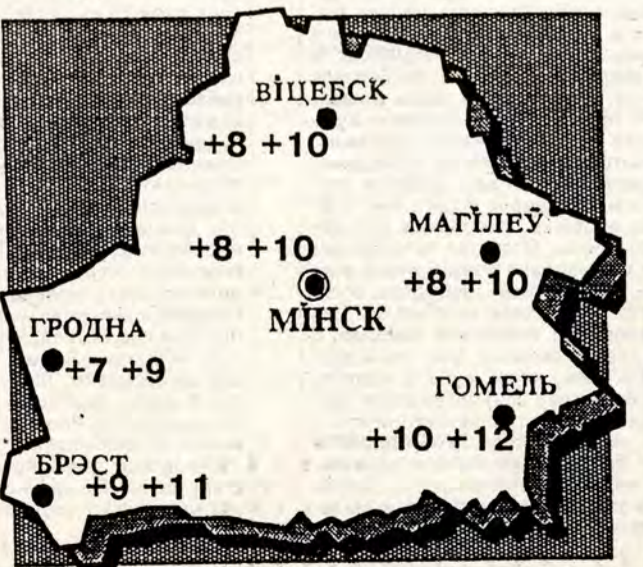 ВІЦЕБСК
+8 +10
МАГІЛЕЎ
+8 +10
+8 +10
МІНСК
ГРОДНА
+7 +9
ГОМЕЛЬ
+10 +12
БРЭСТ
+9 +11